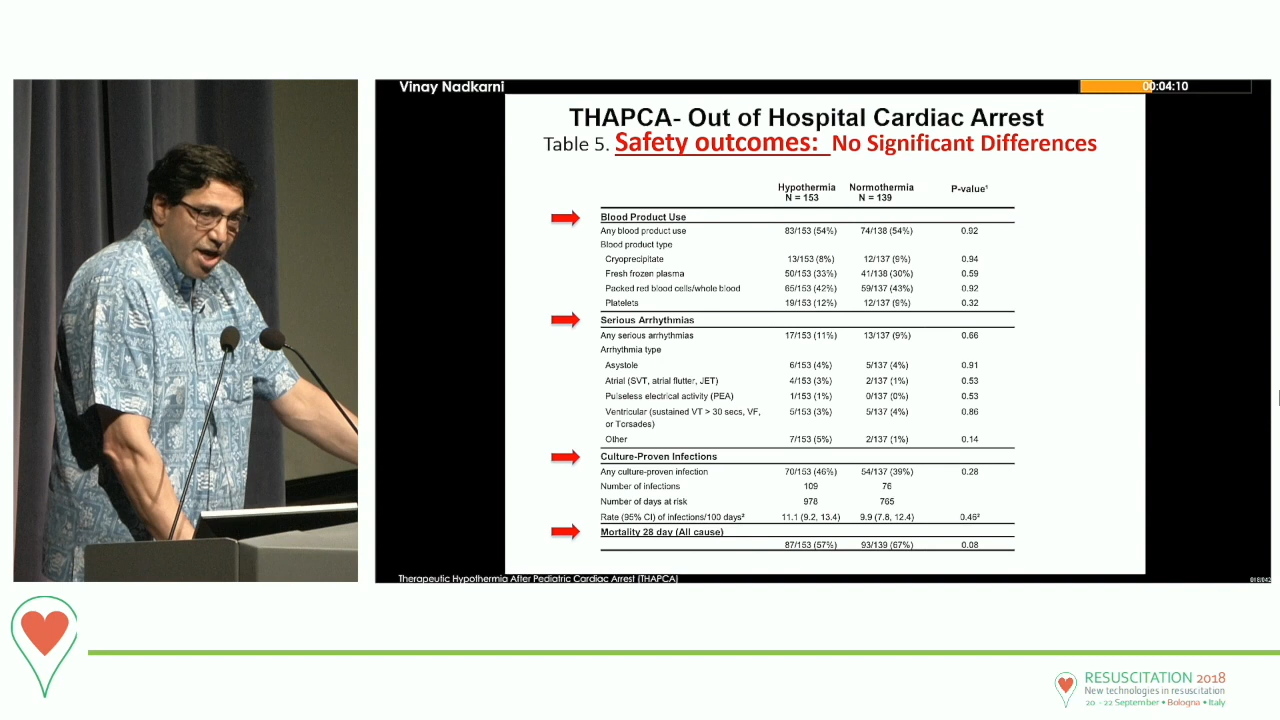 Vinay Nadkarni
00:04:10
THAPCA- Out of Hospital Cardiac Arrest
Table 5. Safety outcomes: No Significant Differences
Hypothermia Normothermia P-value¹
N = 153 N = 139
Blood Product Use
Any blood product use 83/153 (54%) 74/138 (54%) 0.92
Blood product type
Cryoprecipitate 13/153 (8%) 12/137 (9%) 0.94
Fresh frozen plasma 50/153 (33%) 41/138 (30%) 0.59
Packed red blood cells/whole blood 65/153 (42%) 59/137 (43%) 0.92
Platelets 19/153 (12%) 12/137 (9%) 0.32
Serious Arrhythmias
Any serious arrhythmias 17/153 (11%) 13/137 (9%) 0.66
Arrhythmia type
Asystole 6/153 (4%) 5/137 (4%) 0.91
Atrial (SVT, atrial flutter, JET) 4/153 (3%) 2/137 (1%) 0.53
Pulseless electrical activity (PEA) 1/153 (1%) 0/137 (0%) 0.53
Ventricular (sustained VT > 30 secs, VF, 5/153 (3%) 5/137 (4%) 0.86
or Torsades)
Other 7/153 (5%) 2/137 (1%) 0.14
Culture-Proven Infections
Any culture-proven infection 70/153 (46%) 54/137 (39%) 0.28
Number of infections 109 76
Number of days at risk 978 765
Rate (95% CI) of infections/100 days² 11.1 (9.2, 13.4) 9.9 (7.8, 12.4) 0.46²
Mortality 28 day (All cause)
87/153 (57%) 93/139 (67%) 0.08
Therapeutic Hypothermia After Pediatric Cardiac Arrest (THAPCA)
RESUSCITATION 2018
New technologies in resuscitation
20 - 22 September • Bologna • Italy